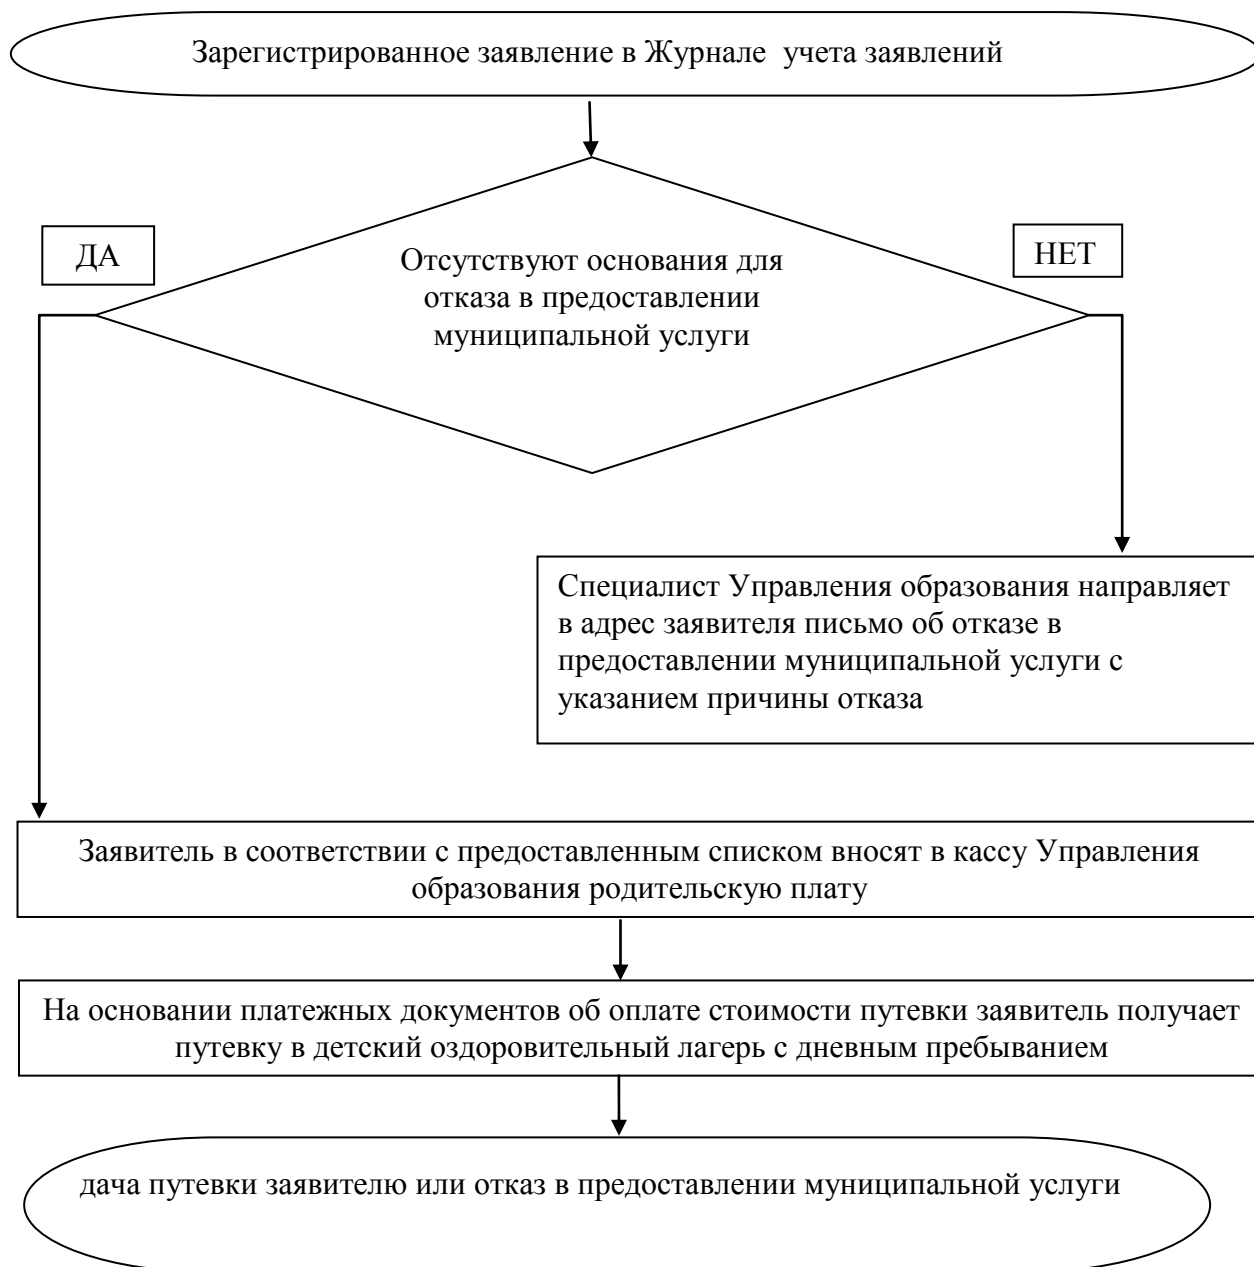 Зарегистрированное заявление в Журнале учета заявлений
ДА
НЕТ
Отсутствуют основания для
отказа в предоставлении
муниципальной услуги
Специалист Управления образования направляет
в адрес заявителя письмо об отказе в
предоставлении муниципальной услуги с
указанием причины отказа
Заявитель в соответствии с предоставленным списком вносят в кассу Управления
образования родительскую плату
На основании платежных документов об оплате стоимости путевки заявитель получает
путевку в детский оздоровительный лагерь с дневным пребыванием
дача путевки заявителю или отказ в предоставлении муниципальной услуги